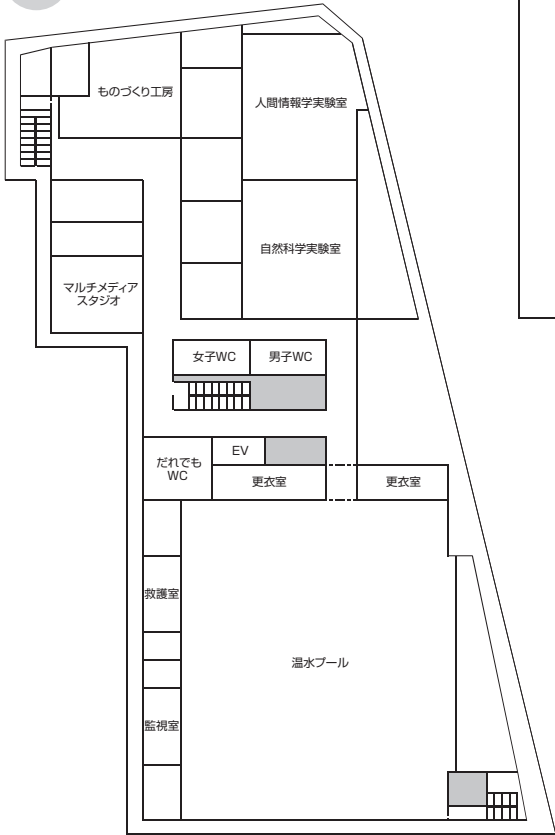 ものづくり工房
人間情報学実験室
自然科学実験室
マルチメディア
スタジオ
女子WC
男子WC
だれでも
WC
EV
更衣室
更衣室
救護室
温水プール
監視室